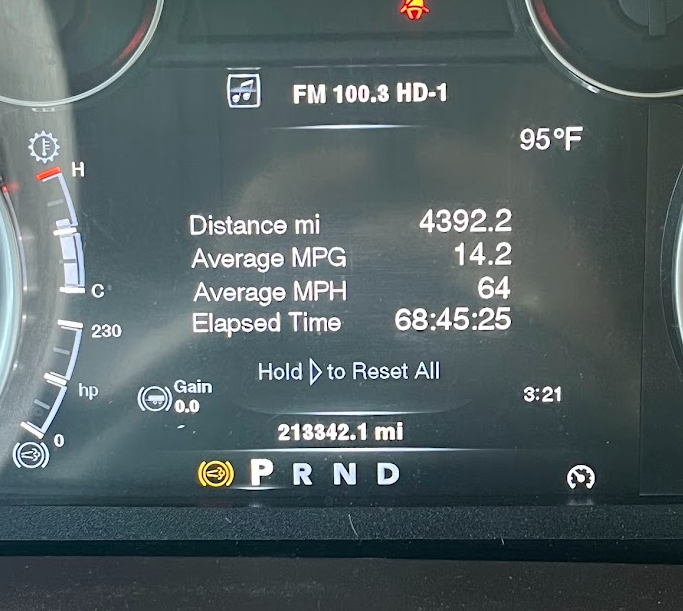 FM 100.3 HD-1
95°F
H
Distance mi 4392.2
Average MPG 14.2
C
Average MPH 64
Elapsed Time 68:45:25
230
Hold ▷ to Reset All
hp
Gain
0.0
3:21
213342.1 mi
0
P R N D